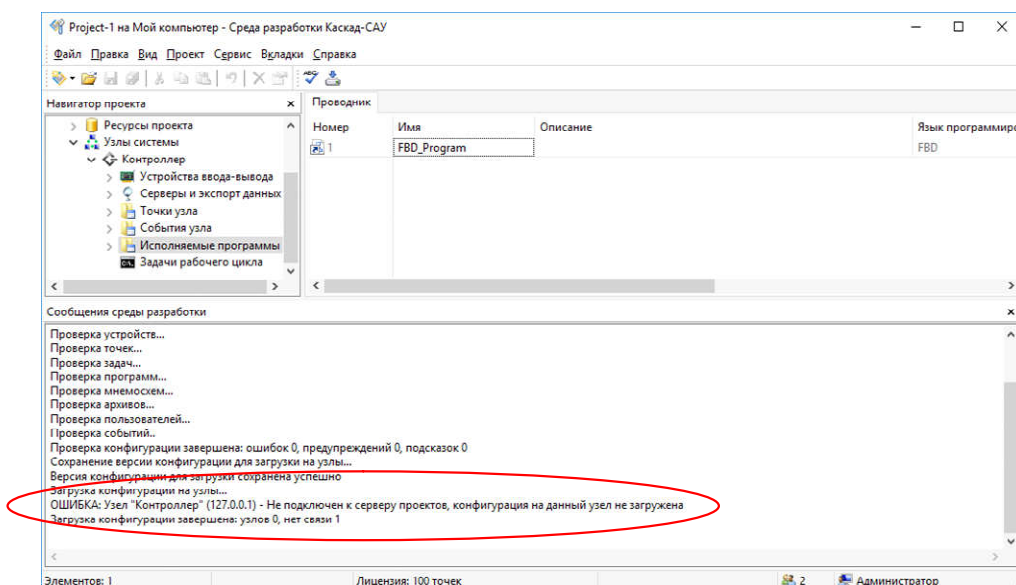 Project-1 на Мой компьютер - Среда разработки Каскад-САУ
Файл Правка Вид Проект Сервис Вкладки Справка
Навигатор проекта
Проводник
Ресурсы проекта
Узлы системы
Контроллер
Устройства ввода-вывода
Серверы и экспорт данных
Точки узла
События узла
Исполняемые программы
Задачи рабочего цикла
Номер Имя Описание Язык программиро
1 FBD_Program FBD
Сообщения среды разработки
Проверка устройств...
Проверка точек...
Проверка задач...
Проверка программ...
Проверка мнемосхем...
Проверка архивов...
Проверка пользователей...
Проверка событий..
Проверка конфигурации завершена: ошибок 0, предупреждений 0, подсказок 0
Сохранение версии конфигурации для загрузки на узлы...
Версия конфигурации для загрузки сохранена успешно
Загрузка конфигурации на узлы...
ОШИБКА: Узел "Контроллер" (127.0.0.1) - Не подключен к серверу проектов, конфигурация на данный узел не загружена
Загрузка конфигурации завершена: узлов 0, нет связи 1
Элементов: 1 Лицензия: 100 точек 2 Администратор